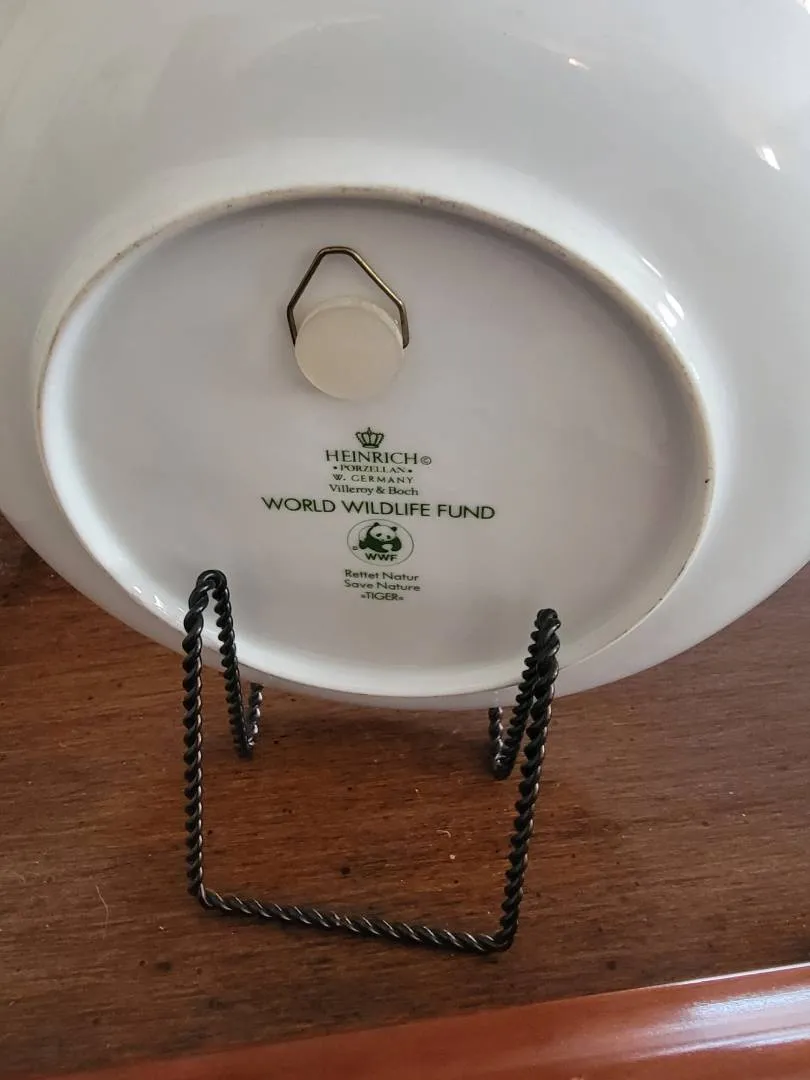 HEINRICH©
•PORZELLAN•
W. GERMANY
Villeroy & Boch
WORLD WILDLIFE FUND
© WWF
Rettet Natur
Save Nature
»TIGER«